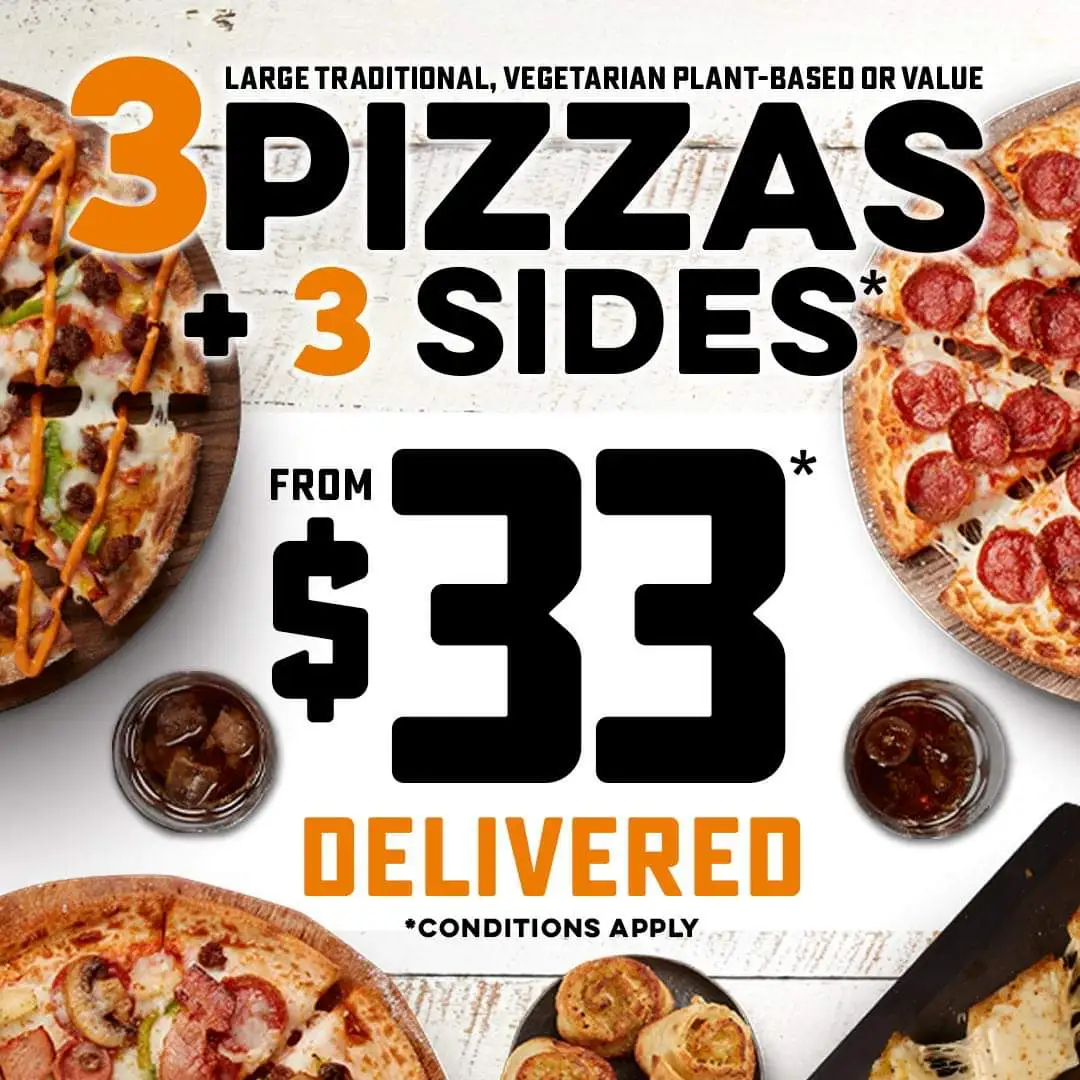 LARGE TRADITIONAL, VEGETARIAN PLANT-BASED OR VALUE
3 PIZZAS
+ 3 SIDES*
FROM
$33*
DELIVERED
*CONDITIONS APPLY